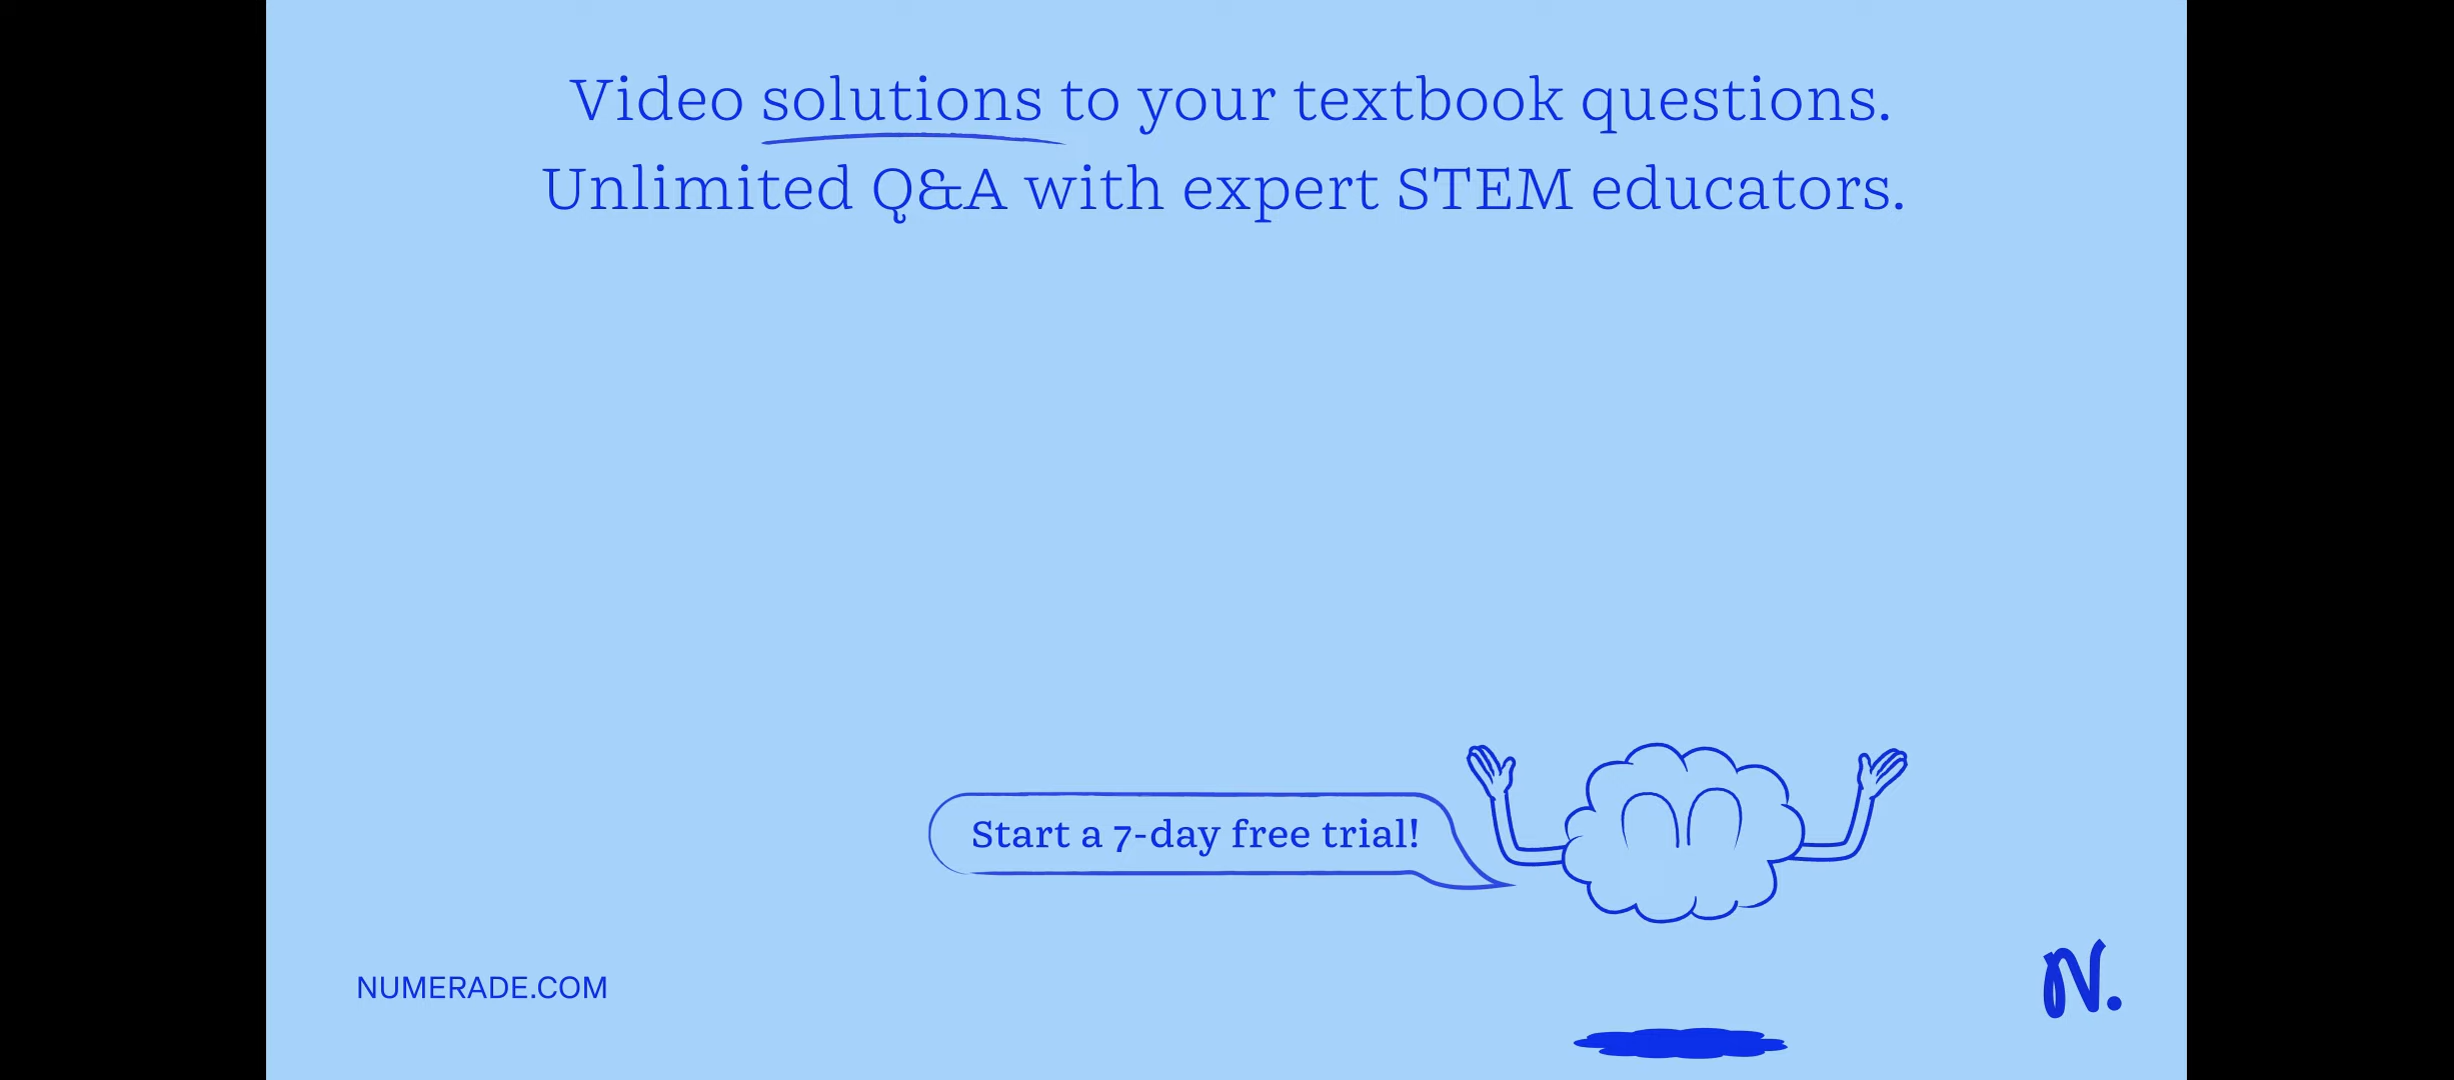 Video solutions to your textbook questions.
Unlimited Q&A with expert STEM educators.
Start a 7-day free trial!
NUMERADE.COM
N.